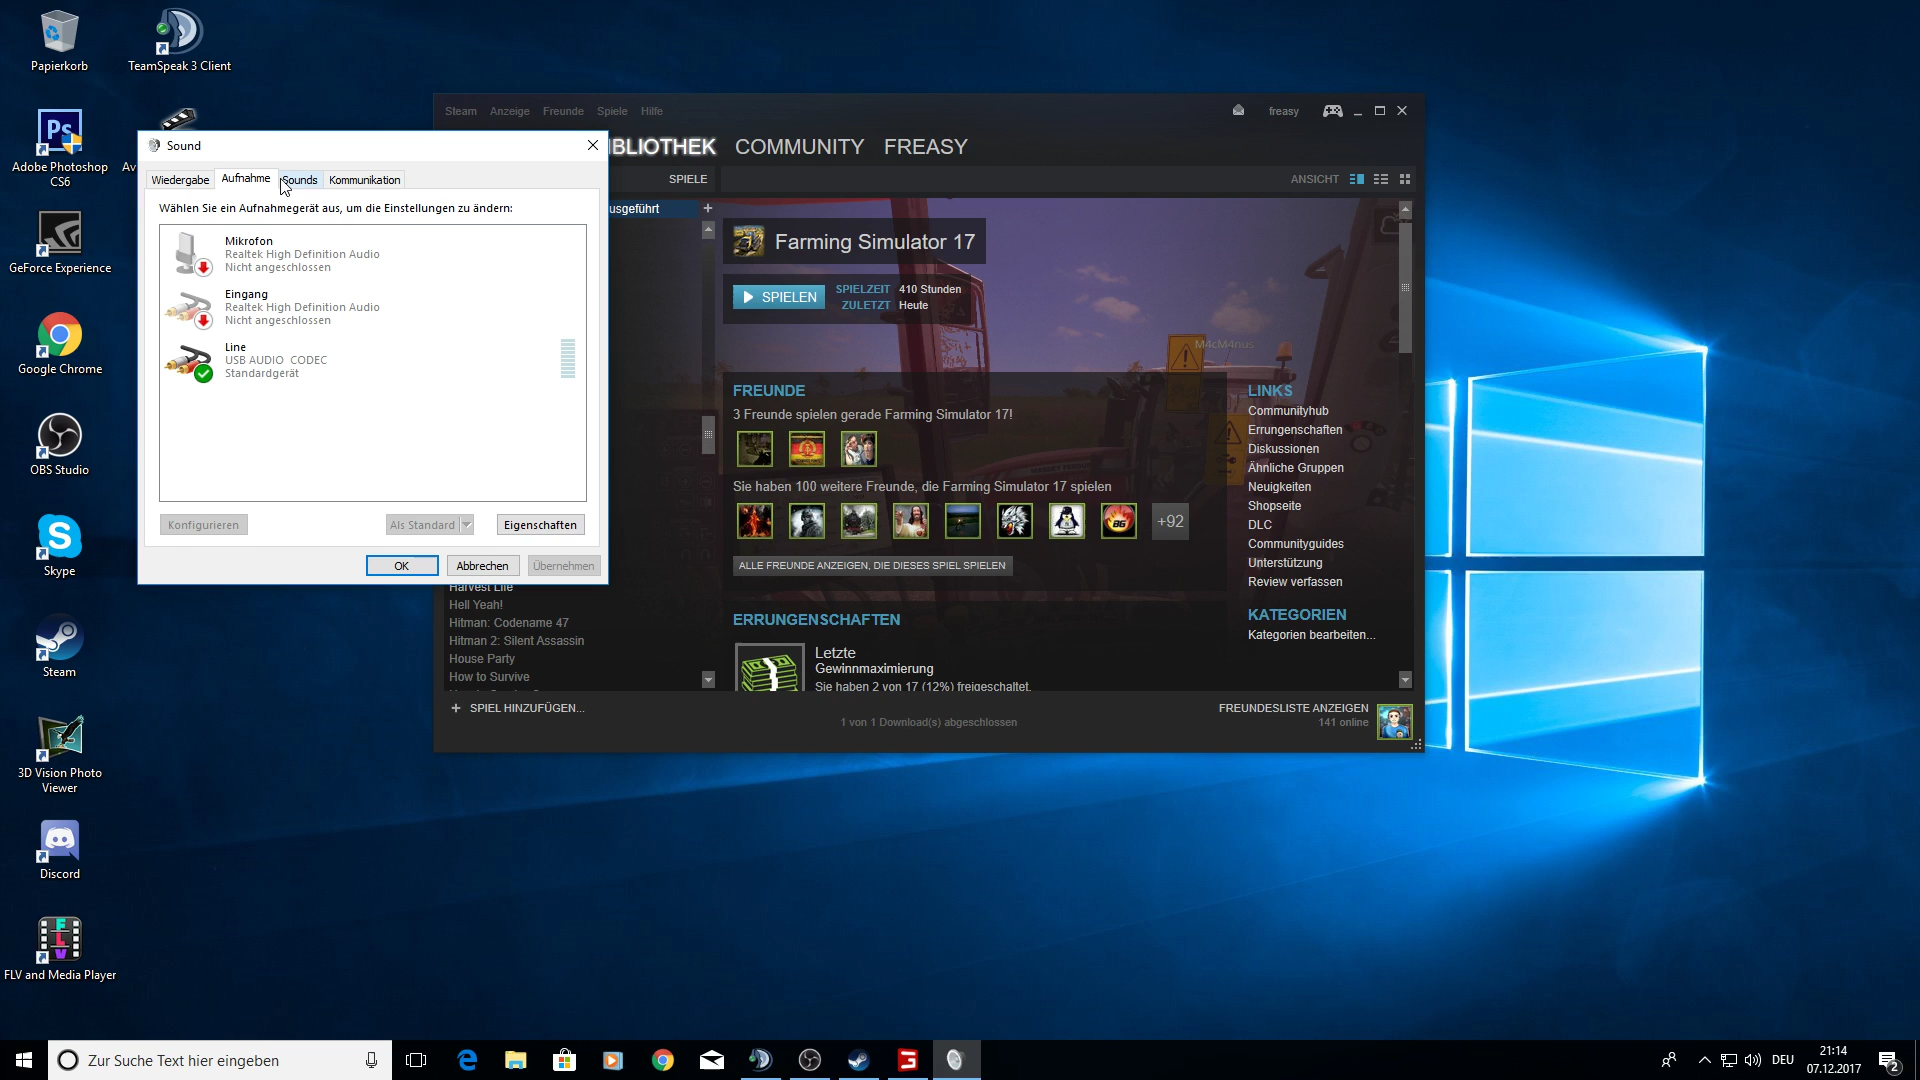 Papierkorb
TeamSpeak 3 Client
Adobe Photoshop
CS6
Av
GeForce Experience
Google Chrome
OBS Studio
Skype
Steam
3D Vision Photo
Viewer
Discord
FLV and Media Player
Sound
Wiedergabe
Aufnahme
Sounds
Kommunikation
Wählen Sie ein Aufnahmegerät aus, um die Einstellungen zu ändern:
Mikrofon
Realtek High Definition Audio
Nicht angeschlossen
Eingang
Realtek High Definition Audio
Nicht angeschlossen
Line
USB AUDIO CODEC
Standardgerät
Konfigurieren
Als Standard
Eigenschaften
OK
Abbrechen
Übernehmen
Steam Anzeige Freunde Spiele Hilfe
freasy
IBLIOTHEK COMMUNITY FREASY
SPIELE
ANSICHT
usgeführt
Farming Simulator 17
SPIELEN
SPIELZEIT 410 Stunden
ZULETZT Heute
M4cM4nus
FREUNDE
3 Freunde spielen gerade Farming Simulator 17!
Sie haben 100 weitere Freunde, die Farming Simulator 17 spielen
+92
ALLE FREUNDE ANZEIGEN, DIE DIESES SPIEL SPIELEN
LINKS
Communityhub
Errungenschaften
Diskussionen
Ähnliche Gruppen
Neuigkeiten
Shopseite
DLC
Communityguides
Unterstützung
Review verfassen
KATEGORIEN
Kategorien bearbeiten...
ERRUNGENSCHAFTEN
Letzte
Gewinnmaximierung
Sie haben 2 von 17 (12%) freigeschaltet.
Harvest Life
Hell Yeah!
Hitman: Codename 47
Hitman 2: Silent Assassin
House Party
How to Survive
+ SPIEL HINZUFÜGEN...
1 von 1 Download(s) abgeschlossen
FREUNDESLISTE ANZEIGEN
141 online
Zur Suche Text hier eingeben
DEU
21:14
07.12.2017
2